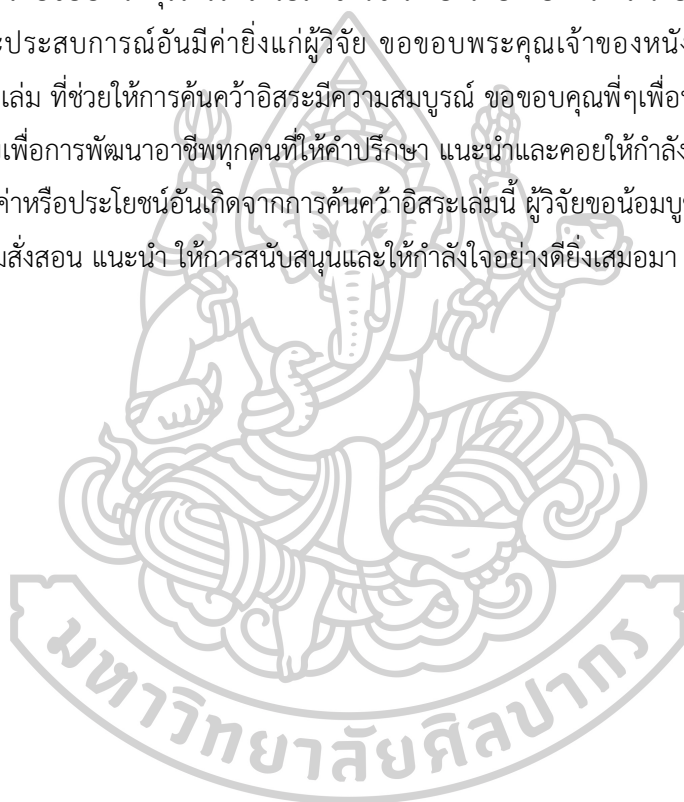 ะประสบการณ์อันมีค่ายิ่งแก่ผู้วิจัย ขอขอบพระคุณเจ้าของหนัง
เล่ม ที่ช่วยให้การค้นคว้าอิสระมีความสมบูรณ์ ขอขอบคุณพี่ๆเพื่อ
เพื่อการพัฒนาอาชีพทุกคนที่ให้คำปรึกษา แนะนำและคอยให้กำลัง
ค่าหรือประโยชน์อันเกิดจากการค้นคว้าอิสระเล่มนี้ ผู้วิจัยขอน้อมบู
สั่งสอน แนะนำ ให้การสนับสนุนและให้กำลังใจอย่างดียิ่งเสมอมา
มหาวิทยาลัยศิลปากร